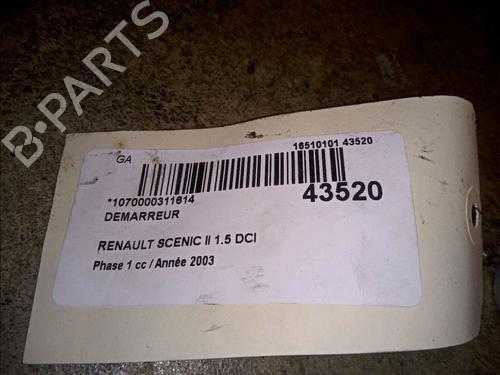 B-PARTS
GA
16510101 43520
*1070000311614
43520
DEMARREUR
RENAULT SCENIC II 1.5 DCI
Phase 1 cc / Année 2003